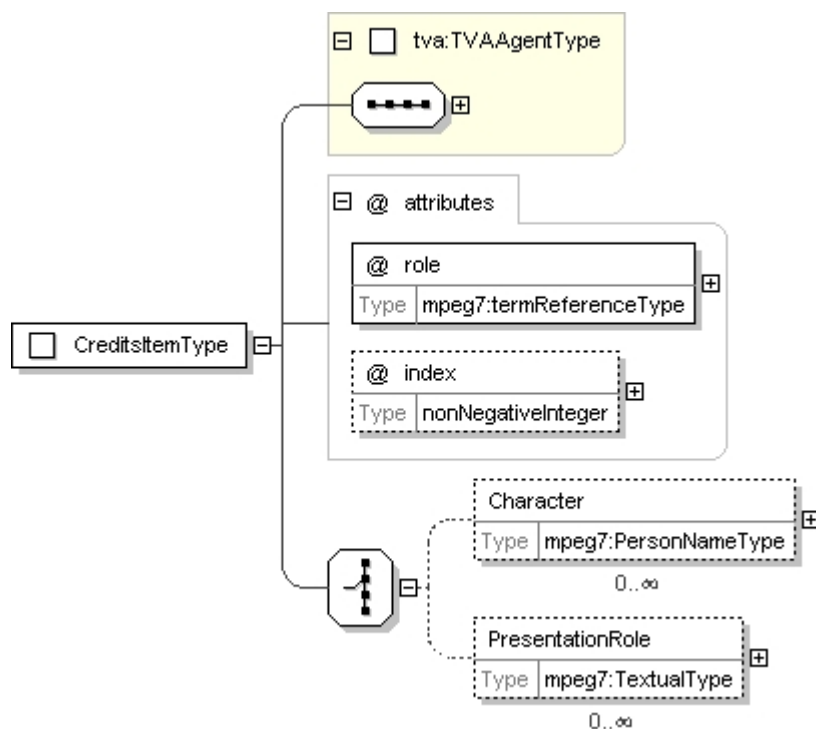 tva:TVAAgentType
@ attributes
@ role
Type mpeg7:termReferenceType
CreditsItemType
@ index
Type nonNegativeInteger
Character
Type mpeg7:PersonNameType
0..∞
PresentationRole
Type mpeg7:TextualType
0..∞